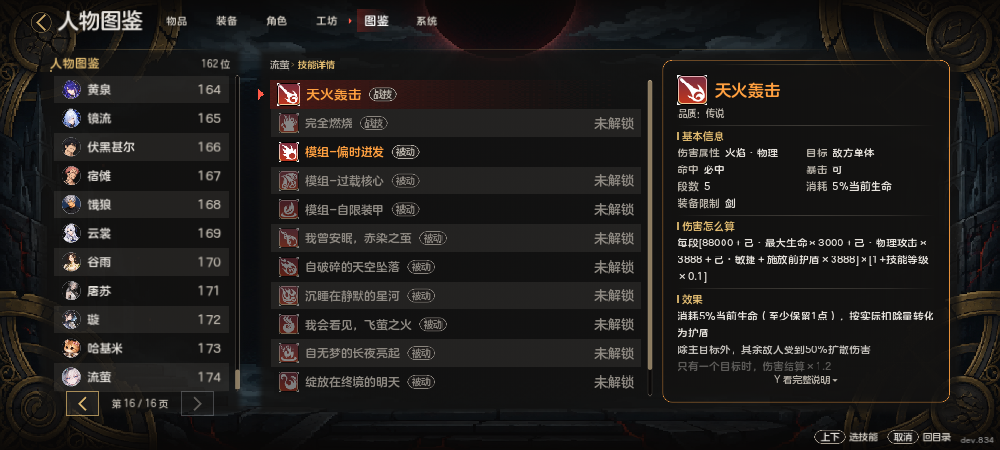 人物图鉴
物品
装备
角色
工坊
图鉴
系统
人物图鉴 162位
黄泉 164
镜流 165
伏黑甚尔 166
宿傩 167
饿狼 168
云裳 169
谷雨 170
屠苏 171
璇 172
哈基米 173
流萤 174
第 16 / 16 页
流萤 > 技能详情
天火轰击 战技
完全燃烧 战技 未解锁
模组-偏时迸发 被动
模组-过载核心 被动 未解锁
模组-自限装甲 被动 未解锁
我曾安眠，赤染之茧 被动 未解锁
自破碎的天空坠落 被动 未解锁
沉睡在静默的星河 被动 未解锁
我会看见，飞萤之火 被动 未解锁
自无梦的长夜亮起 被动 未解锁
绽放在终境的明天 被动 未解锁
天火轰击
品质: 传说
基本信息
伤害属性 火焰 · 物理 目标 敌方单体
命中 必中 暴击 可
段数 5 消耗 5%当前生命
装备限制 剑
伤害怎么算
每段[88000 + 己 · 最大生命 × 3000 + 己 · 物理攻击 ×
3888 + 己 · 敏捷 + 施放前护盾 × 3888] × [1+技能等级
× 0.1]
效果
消耗5%当前生命（至少保留1点），按实际扣除量转化
为护盾
除主目标外，其余敌人受到50%扩散伤害
只有一个目标时，伤害结算 × 1.2
Y 看完整说明
上下 选技能 取消 回目录 dev.834